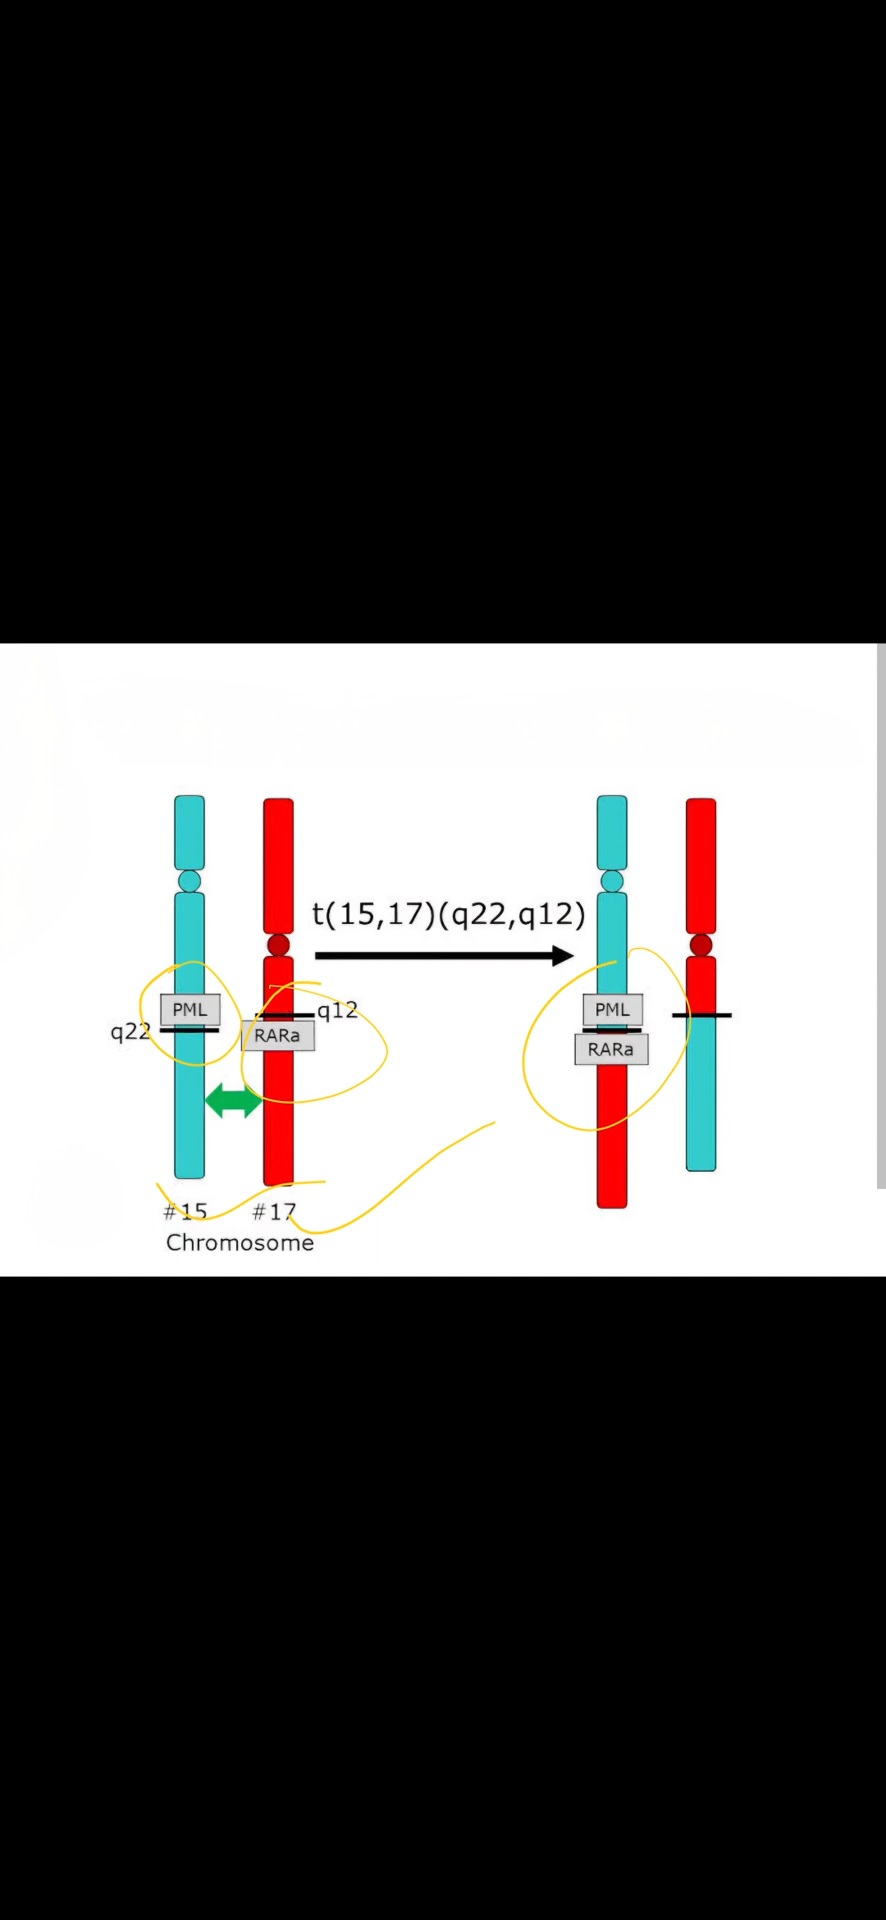 t(15,17)(q22,q12)
PML
q22
q12
RARa
PML
RARa
#15
#17
Chromosome